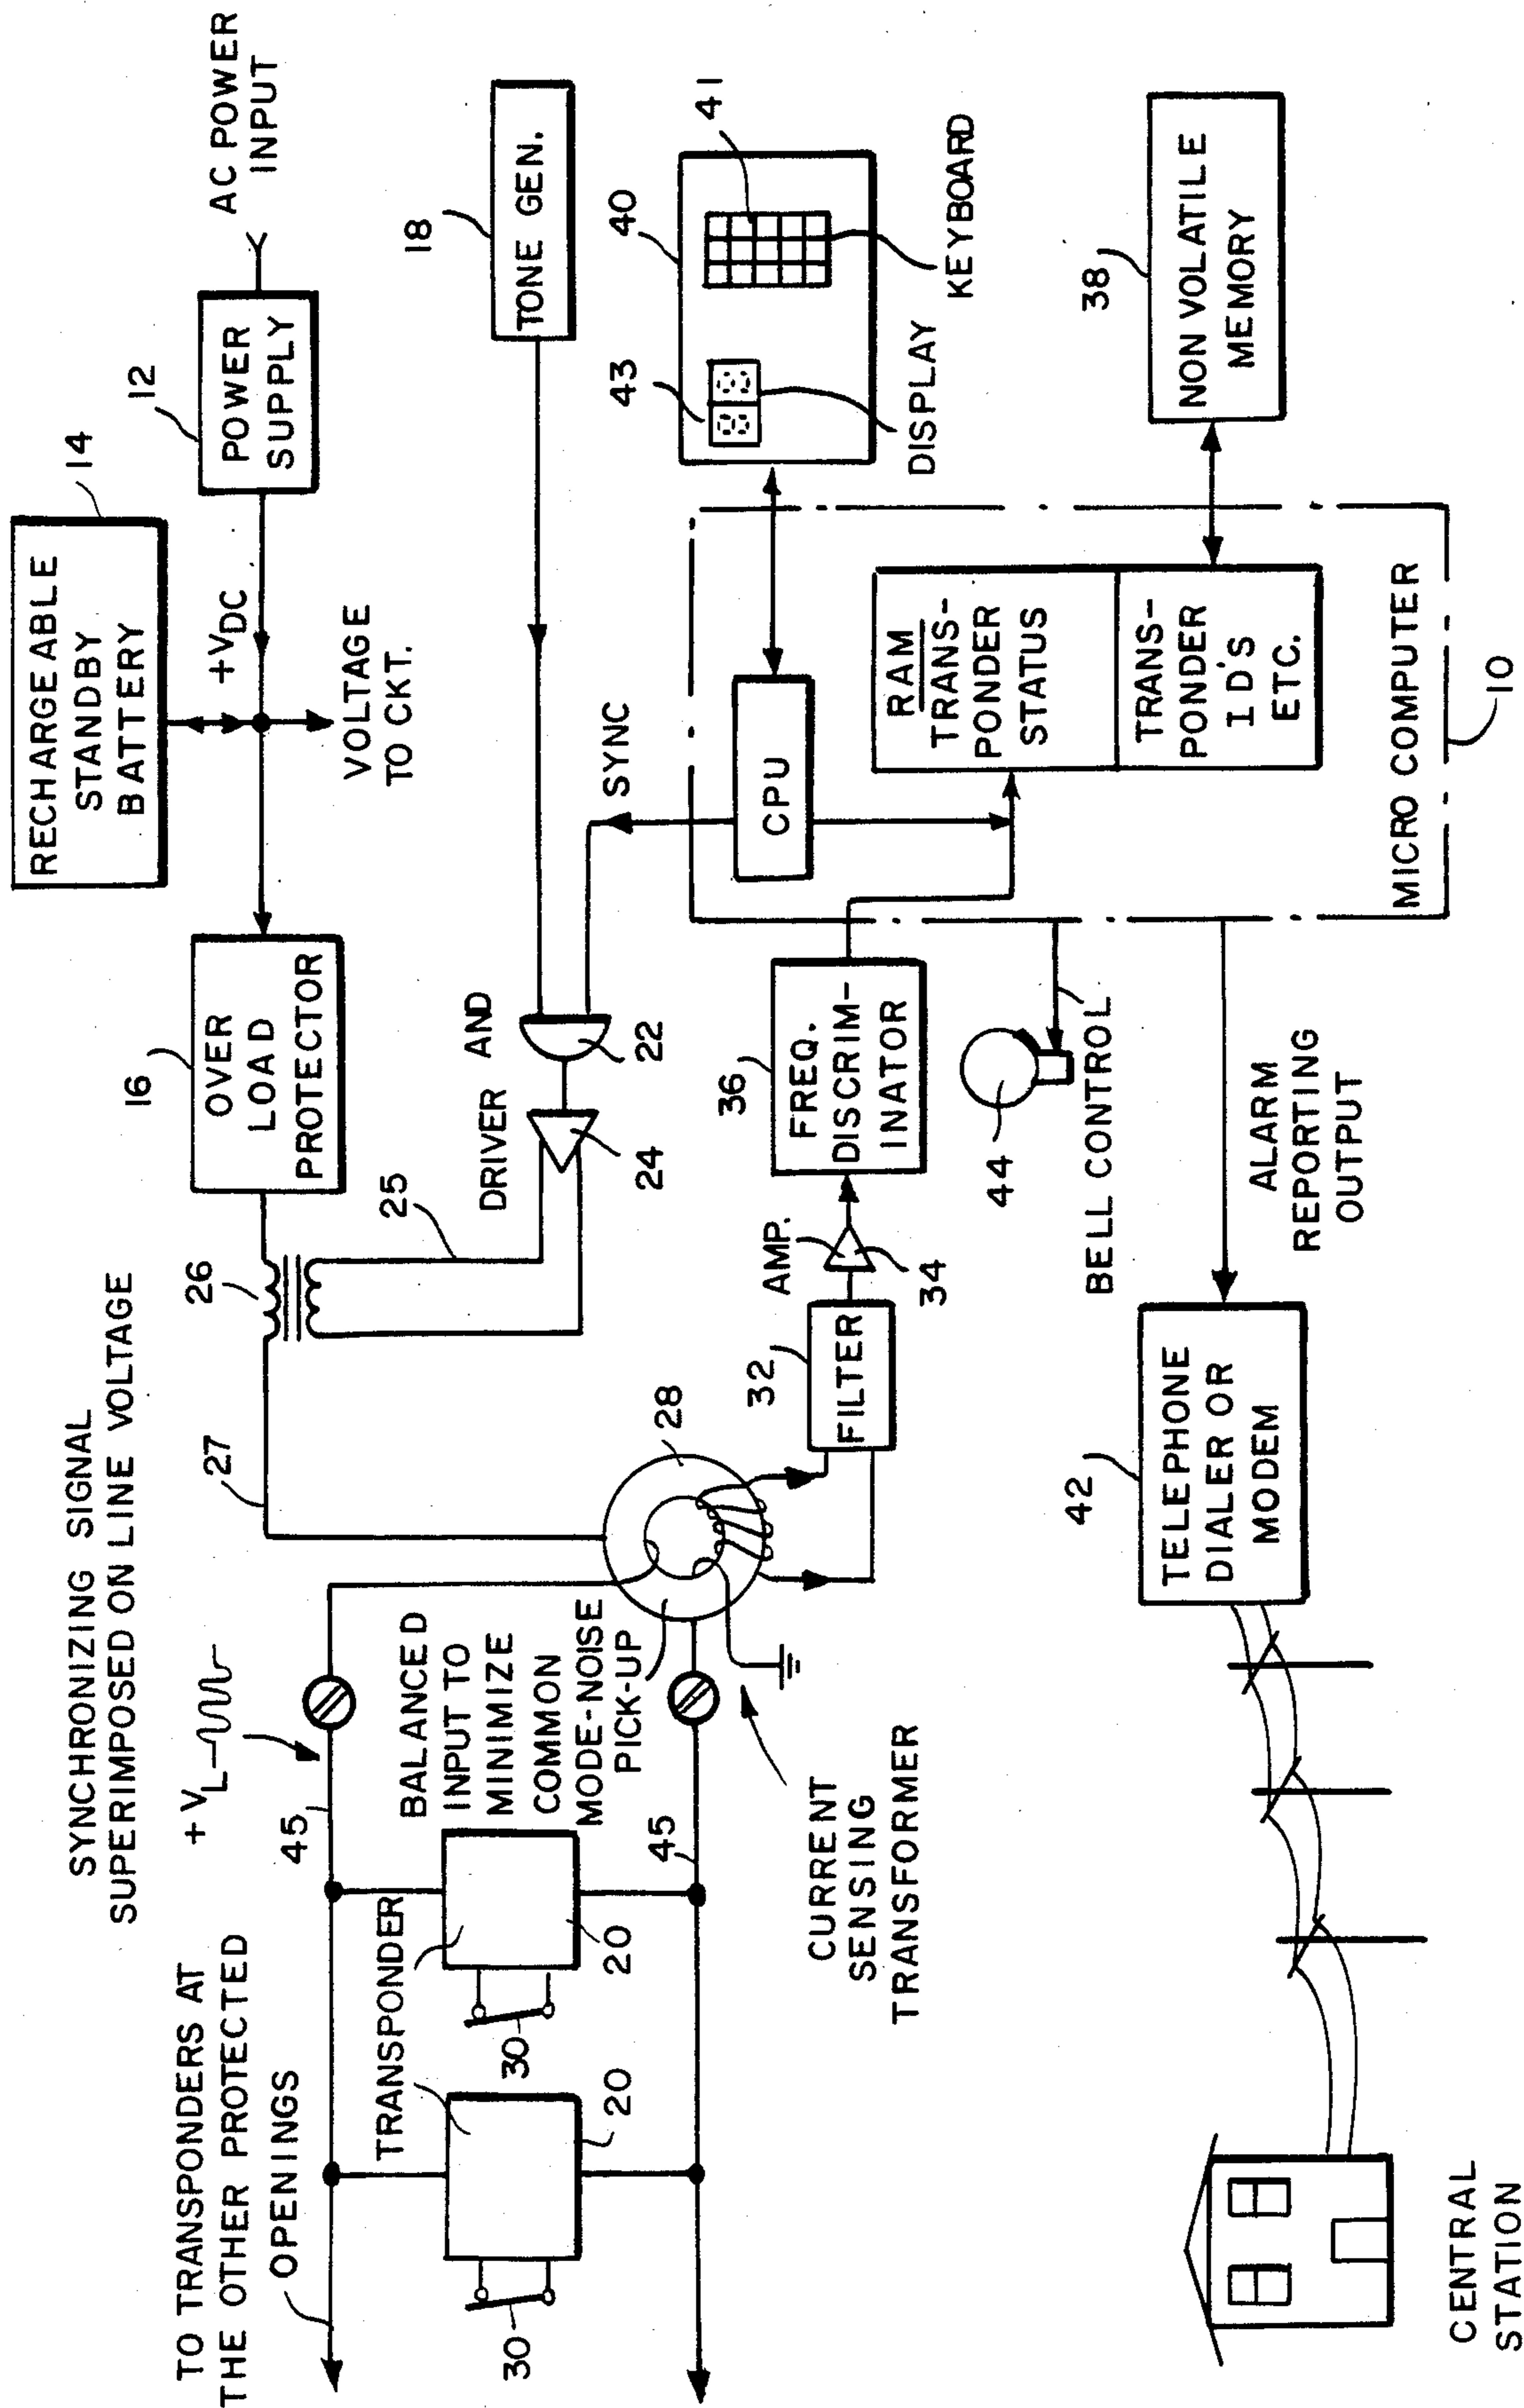 TO TRANSPONDERS AT
THE OTHER PROTECTED
OPENINGS
SYNCHRONIZING SIGNAL
SUPERIMPOSED ON LINE VOLTAGE
+VL
45
27
26
16
OVER
LOAD
PROTECTOR
RECHARGEABLE
STANDBY
BATTERY
14
+VDC
VOLTAGE
TO CKT.
12
POWER
SUPPLY
AC POWER
INPUT
TRANSPONDER
20
30
20
30
BALANCED
INPUT TO
MINIMIZE
COMMON
MODE-NOISE
PICK-UP
45
28
25
DRIVER
24
AND
22
SYNC
18
TONE GEN.
CURRENT
SENSING
TRANSFORMER
32
FILTER
AMP.
34
36
FREQ.
DISCRIM-
INATOR
CPU
43
DISPLAY
40
41
KEYBOARD
44
BELL CONTROL
RAM
TRANS-
PONDER
STATUS
TRANS-
PONDER
ID'S
ETC.
MICRO COMPUTER
10
38
NON VOLATILE
MEMORY
ALARM
REPORTING
OUTPUT
42
TELEPHONE
DIALER OR
MODEM
CENTRAL
STATION